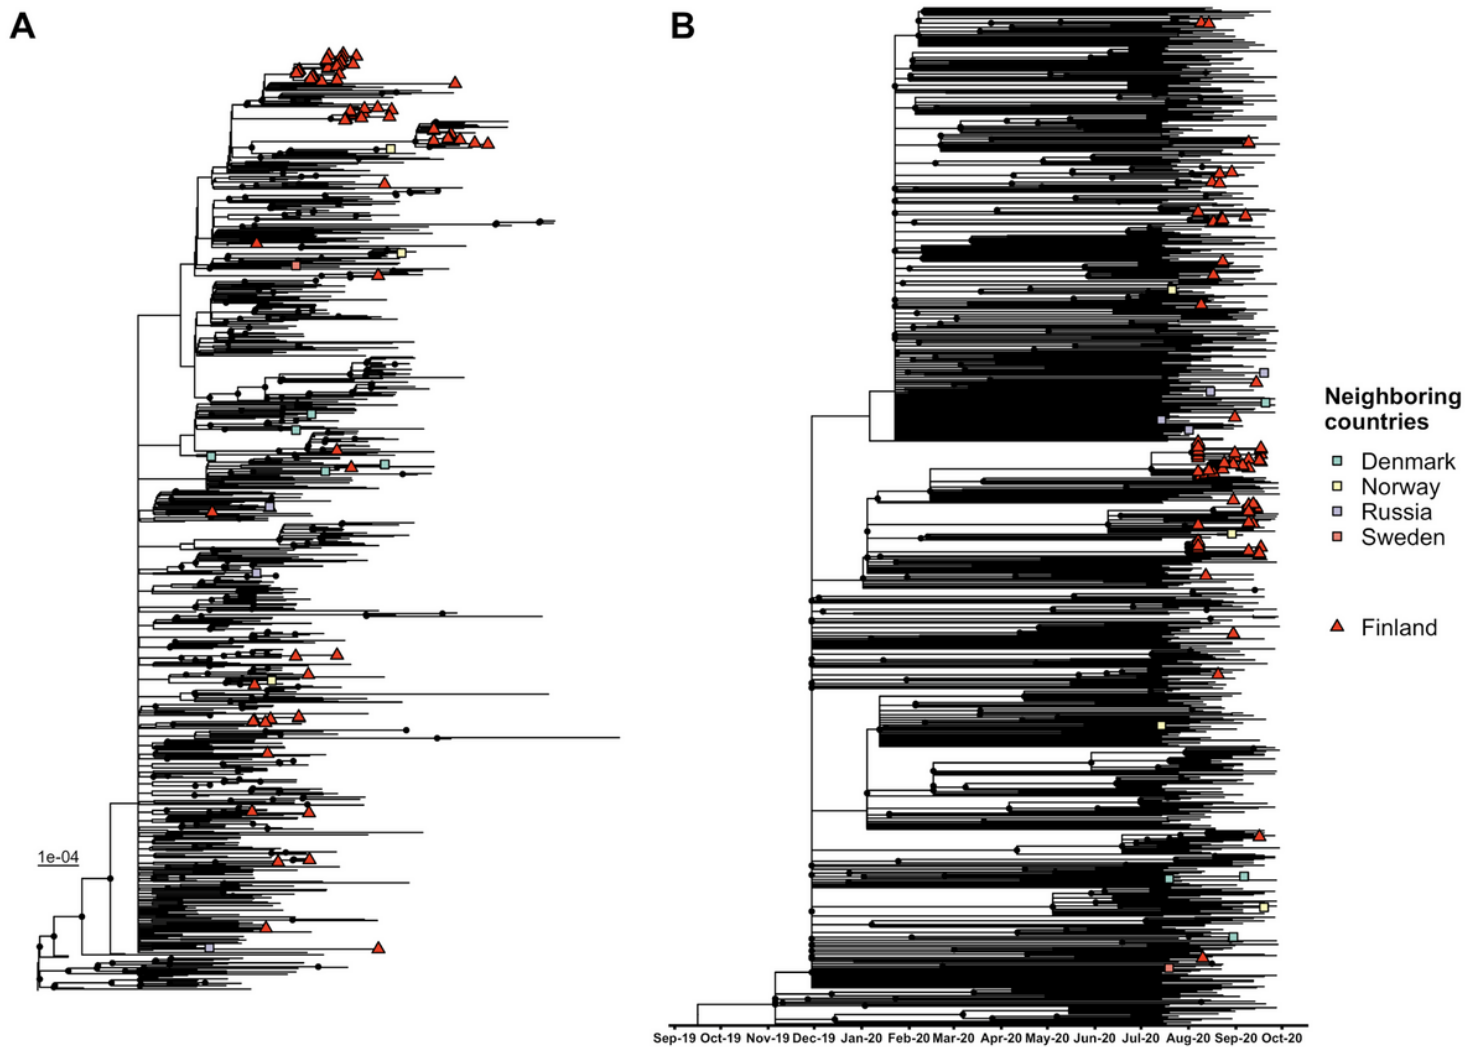 A
B
1e-04
Neighboring
countries
Denmark
Norway
Russia
Sweden
Finland
Sep-19 Oct-19 Nov-19 Dec-19 Jan-20 Feb-20 Mar-20 Apr-20 May-20 Jun-20 Jul-20 Aug-20 Sep-20 Oct-20